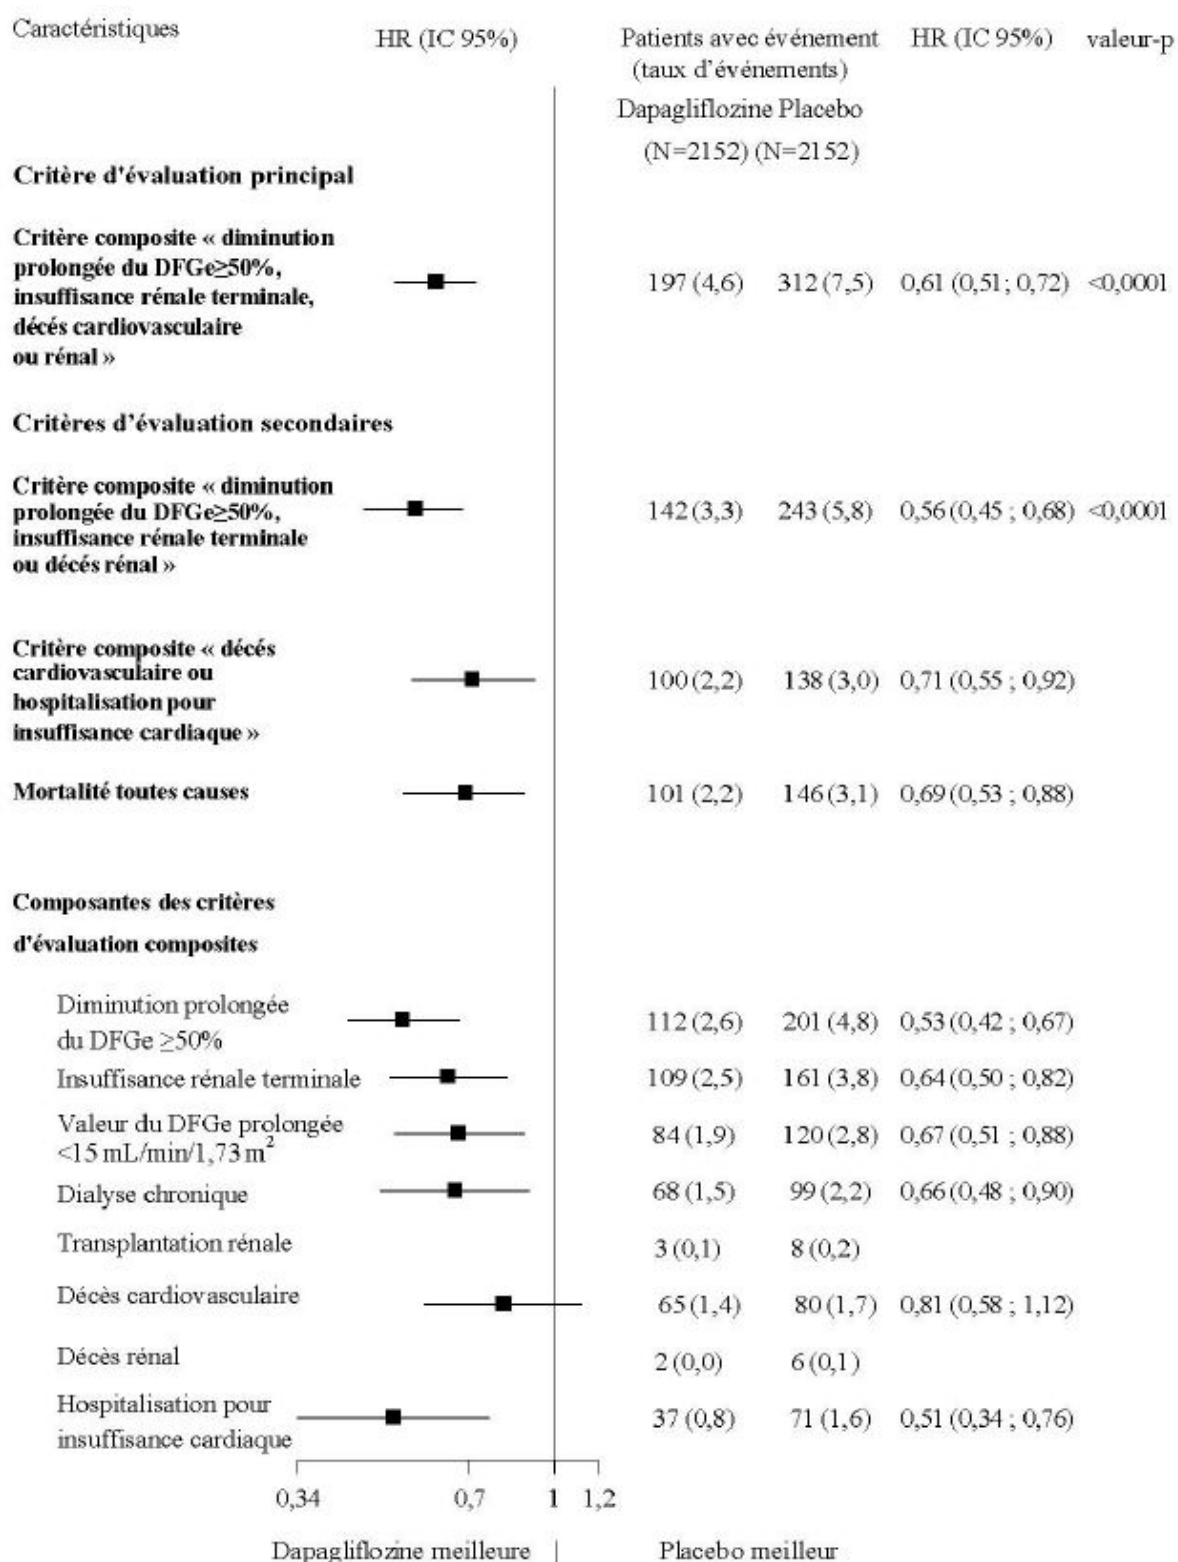 Caractéristiques HR (IC 95%) Patients avec événement HR (IC 95%) valeur-p
(taux d’événements)
Dapagliflozine Placebo
(N=2152) (N=2152)
Critère d'évaluation principal
Critère composite « diminution
prolongée du DFGe≥50%,
insuffisance rénale terminale, 197 (4,6) 312 (7,5) 0,61 (0,51; 0,72) <0,0001
décés cardiovasculaire
ou rénal »
Critères d’évaluation secondaires
Critère composite « diminution
prolongée du DFGe≥50%, 142 (3,3) 243 (5,8) 0,56 (0,45 ; 0,68) <0,0001
insuffisance rénale terminale
ou décés rénal »
Critère composite « décés
cardiovasculaire ou 100 (2,2) 138 (3,0) 0,71 (0,55 ; 0,92)
hospitalisation pour
insuffisance cardiaque »
Mortalité toutes causes 101 (2,2) 146 (3,1) 0,69 (0,53 ; 0,88)
Composantes des critères
d'évaluation composites
Diminution prolongée
du DFGe ≥50% 112 (2,6) 201 (4,8) 0,53 (0,42 ; 0,67)
Insuffisance rénale terminale 109 (2,5) 161 (3,8) 0,64 (0,50 ; 0,82)
Valeur du DFGe prolongée 84 (1,9) 120 (2,8) 0,67 (0,51 ; 0,88)
<15 mL/min/1,73 m²
Dialyse chronique 68 (1,5) 99 (2,2) 0,66 (0,48 ; 0,90)
Transplantation rénale 3 (0,1) 8 (0,2)
Décès cardiovasculaire 65 (1,4) 80 (1,7) 0,81 (0,58 ; 1,12)
Décès rénal 2 (0,0) 6 (0,1)
Hospitalisation pour 37 (0,8) 71 (1,6) 0,51 (0,34 ; 0,76)
insuffisance cardiaque
0,34 0,7 1 1,2
Dapagliflozine meilleure | Placebo meilleur